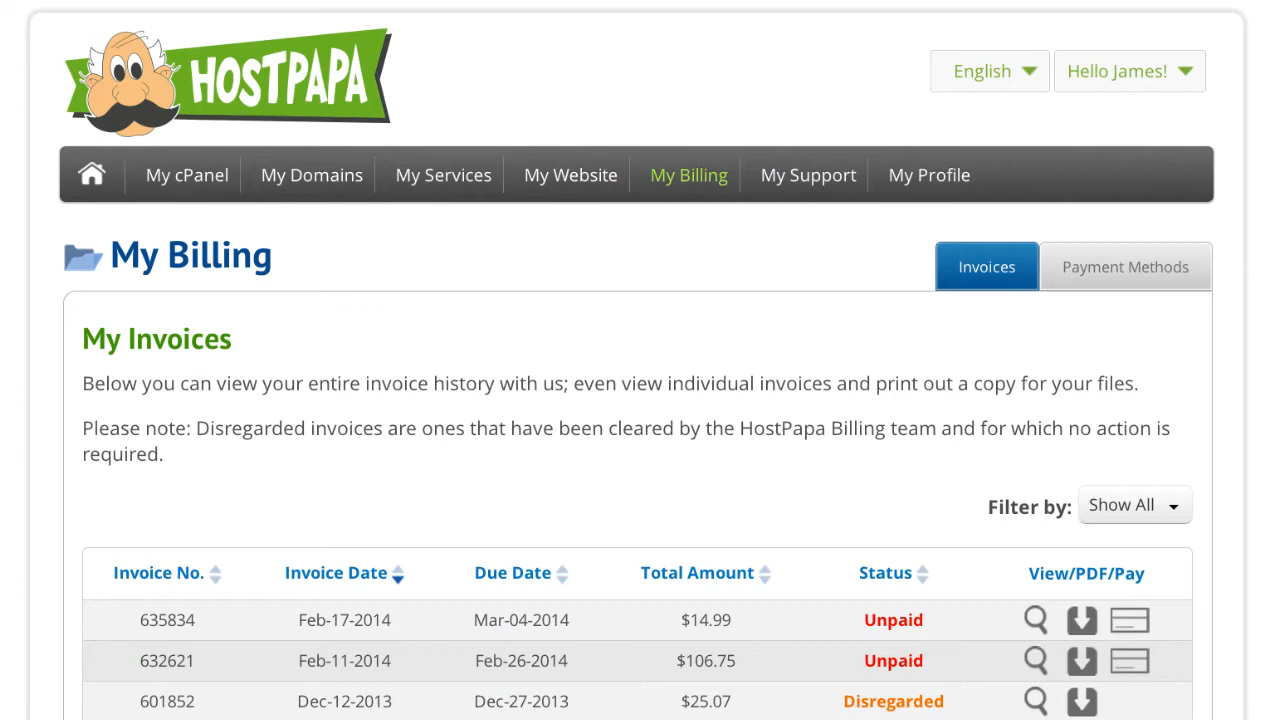 HOSTPAPA
English
Hello James!
My cPanel My Domains My Services My Website My Billing My Support My Profile
My Billing
Invoices Payment Methods
My Invoices
Below you can view your entire invoice history with us; even view individual invoices and print out a copy for your files.
Please note: Disregarded invoices are ones that have been cleared by the HostPapa Billing team and for which no action is
required.
Filter by: Show All
Invoice No. Invoice Date Due Date Total Amount Status View/PDF/Pay
635834 Feb-17-2014 Mar-04-2014 $14.99 Unpaid
632621 Feb-11-2014 Feb-26-2014 $106.75 Unpaid
601852 Dec-12-2013 Dec-27-2013 $25.07 Disregarded